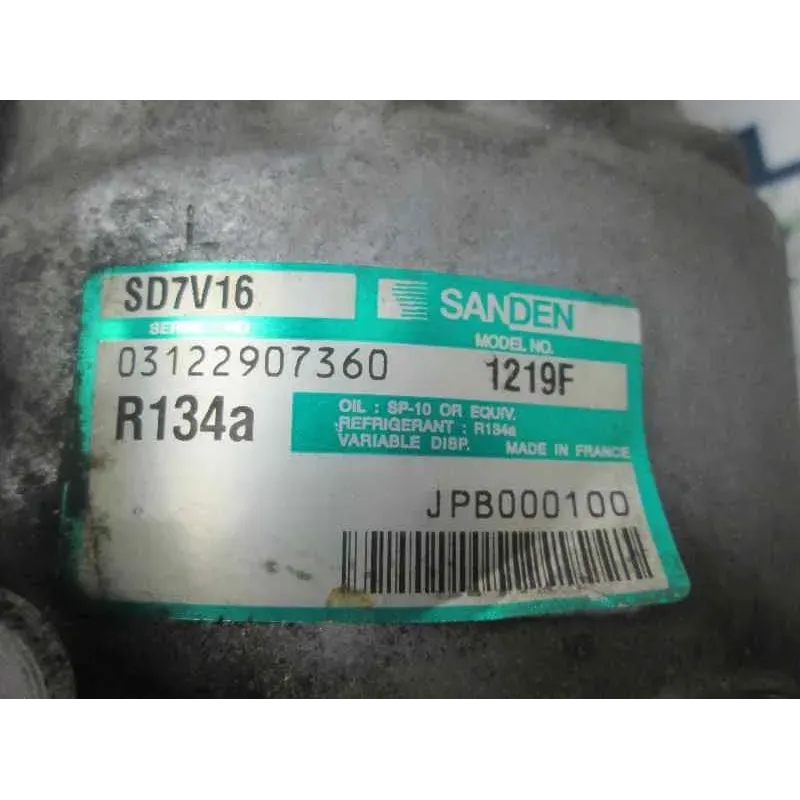 SD7V16
SANDEN
MODEL NO.
03122907360
1219F
R134a
OIL : SP-10 OR EQUIV.
REFRIGERANT : R134a
VARIABLE DISP. MADE IN FRANCE
JPB000100